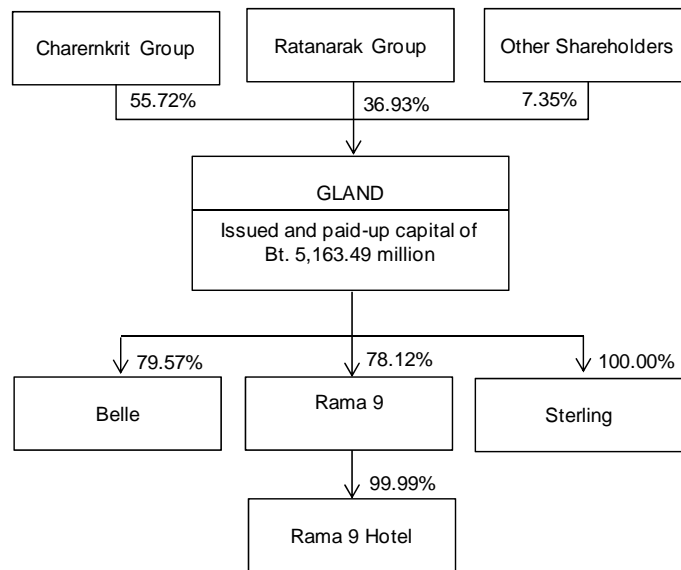 Charernkrit Group
Ratanarak Group
Other Shareholders
55.72%
36.93%
7.35%
GLAND
Issued and paid-up capital of
Bt. 5,163.49 million
79.57%
78.12%
100.00%
Belle
Rama 9
Sterling
99.99%
Rama 9 Hotel